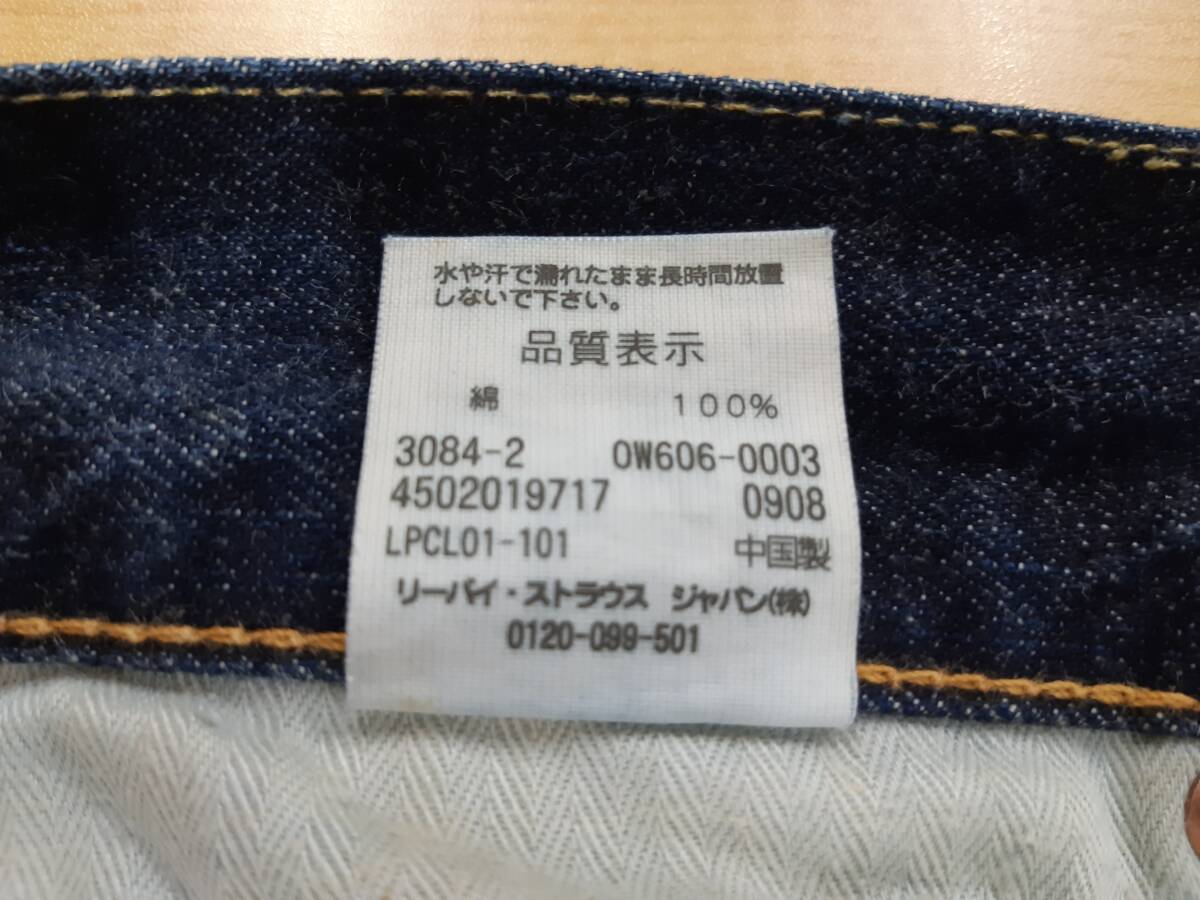 水や汗で濡れたまま長時間放置
しないで下さい。
品質表示
綿 100%
3084-2 0W606-0003
4502019717 0908
LPCL01-101 中国製
リーバイ・ストラウス ジャパン(株)
0120-099-501